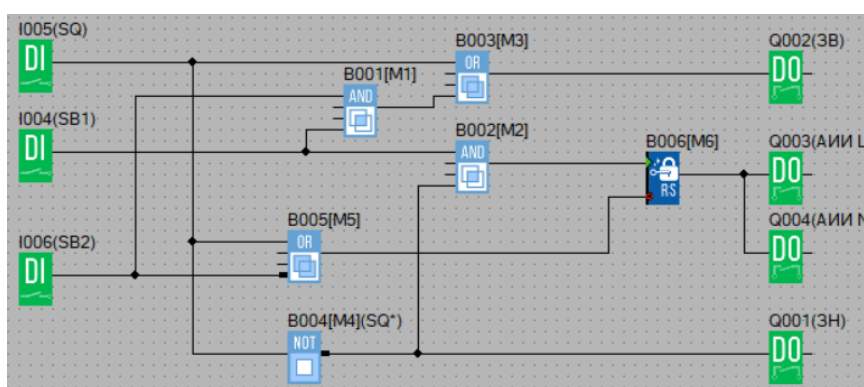 I005(SQ)
DI
B003[M3]
OR
Q002(ЗВ)
DO
B001[M1]
AND
I004(SB1)
DI
B002[M2]
AND
B006[M6]
RS
Q003(АИИ L
DO
I006(SB2)
DI
B005[M5]
OR
Q004(АИИ N
DO
B004[M4](SQ*)
NOT
Q001(ЗН)
DO